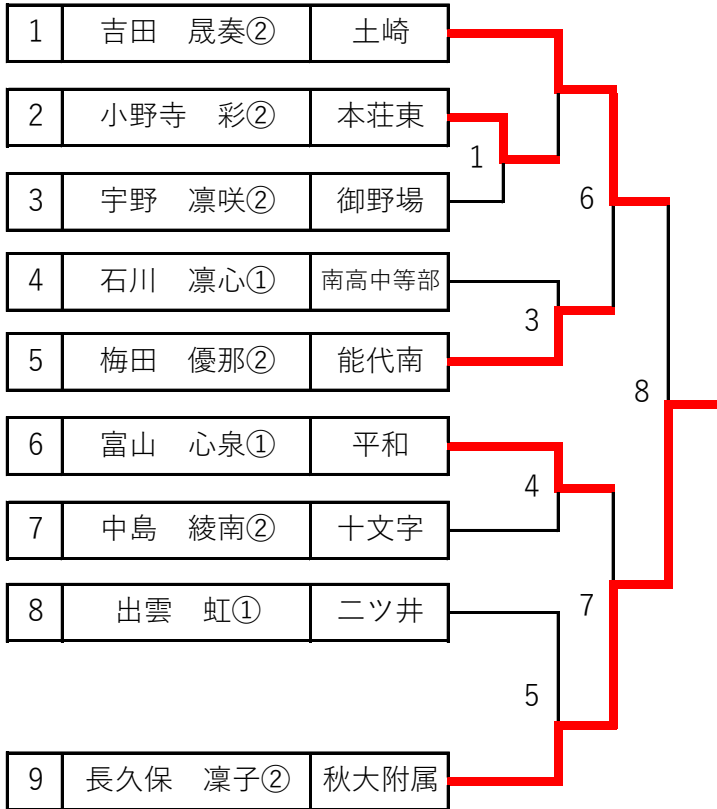 1 吉田　晟奏② 土崎
2 小野寺　彩② 本荘東
1
3 宇野　凛咲② 御野場
6
4 石川　凛心① 南高中等部
3
5 梅田　優那② 能代南
8
6 富山　心泉① 平和
4
7 中島　綾南② 十文字
8 出雲　虹① 二ツ井
7
5
9 長久保　凜子② 秋大附属